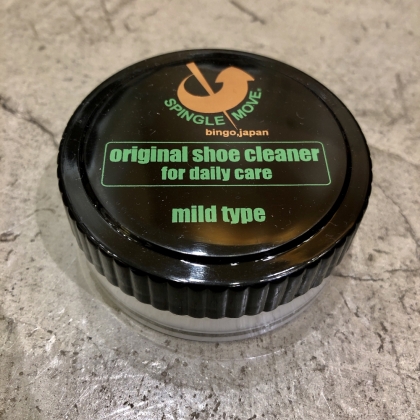 SPINGLE MOVE
bingo,japan
original shoe cleaner
for daily care
mild type